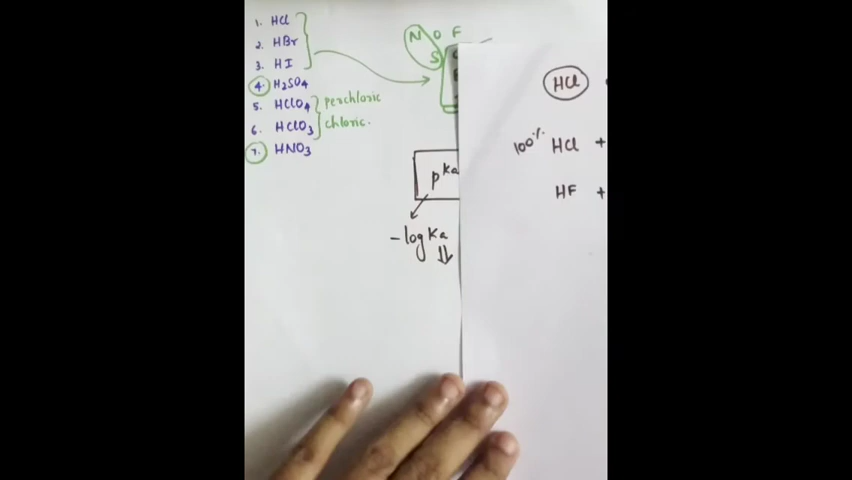 1. HCl
2. HBr
3. HI
4. H2SO4
5. HClO4 perchloric
6. HClO3 chloric.
7. HNO3
N O F
S
pKa
-log Ka
HCl
100% HCl +
HF +